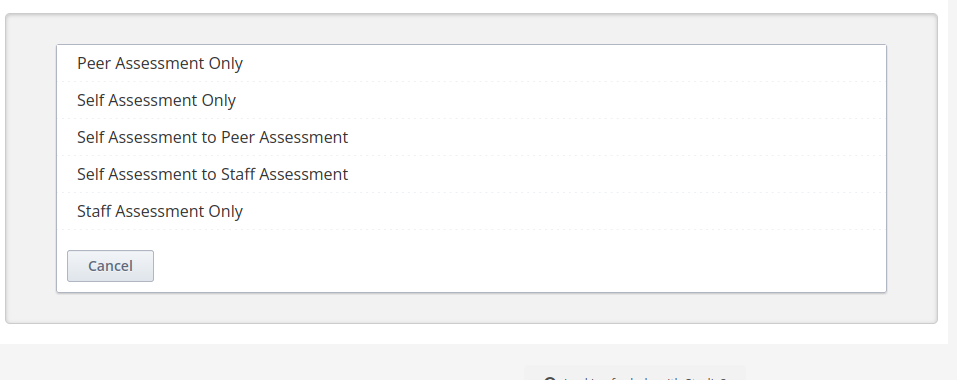 Peer Assessment Only
Self Assessment Only
Self Assessment to Peer Assessment
Self Assessment to Staff Assessment
Staff Assessment Only
Cancel